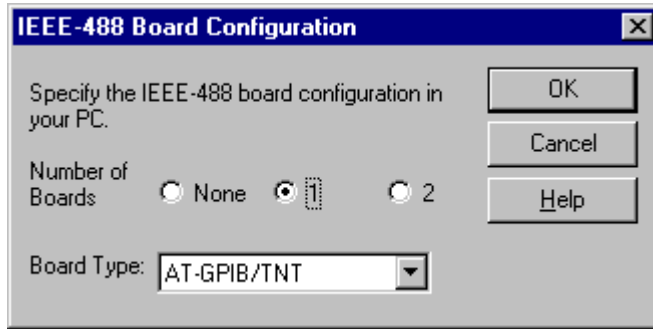 IEEE-488 Board Configuration
Specify the IEEE-488 board configuration in
your PC.
OK
Cancel
Number of
Boards
None
1
2
Help
Board Type:
AT-GPIB/TNT